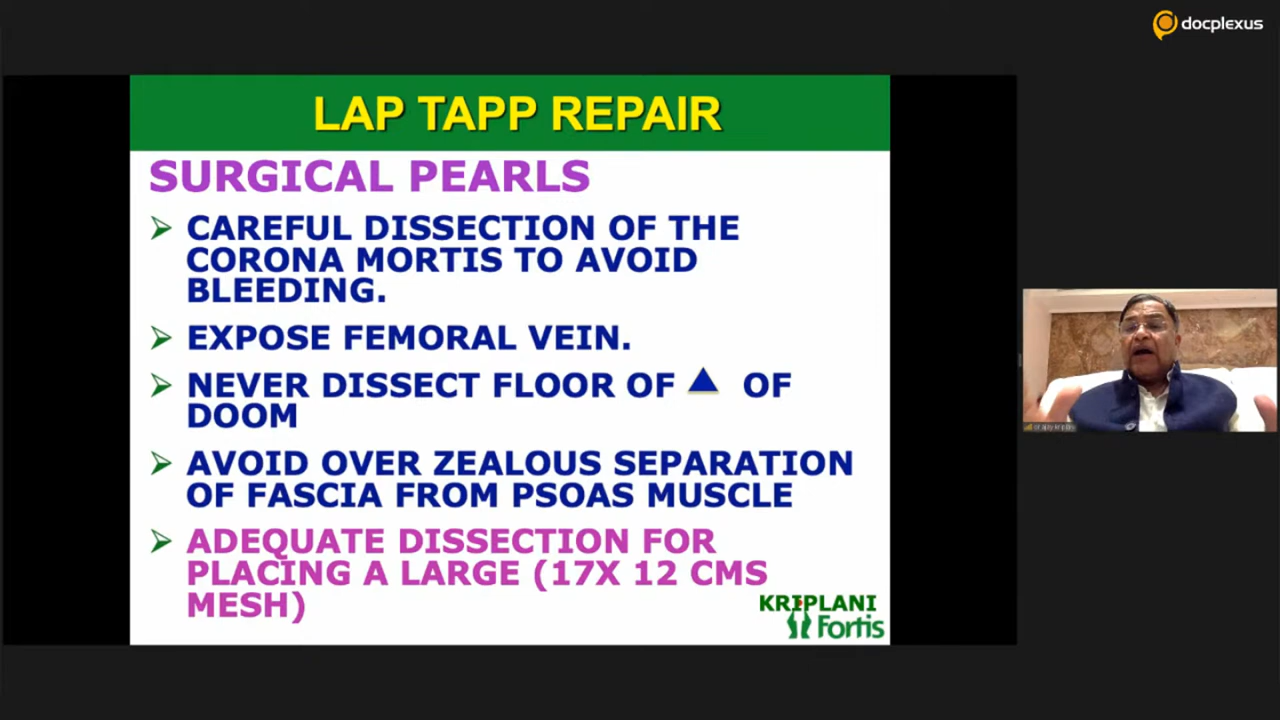 docplexus
LAP TAPP REPAIR
SURGICAL PEARLS
CAREFUL DISSECTION OF THE
CORONA MORTIS TO AVOID
BLEEDING.
EXPOSE FEMORAL VEIN.
NEVER DISSECT FLOOR OF ▲ OF
DOOM
AVOID OVER ZEALOUS SEPARATION
OF FASCIA FROM PSOAS MUSCLE
ADEQUATE DISSECTION FOR
PLACING A LARGE (17X 12 CMS
MESH)
KRIPLANI
Fortis